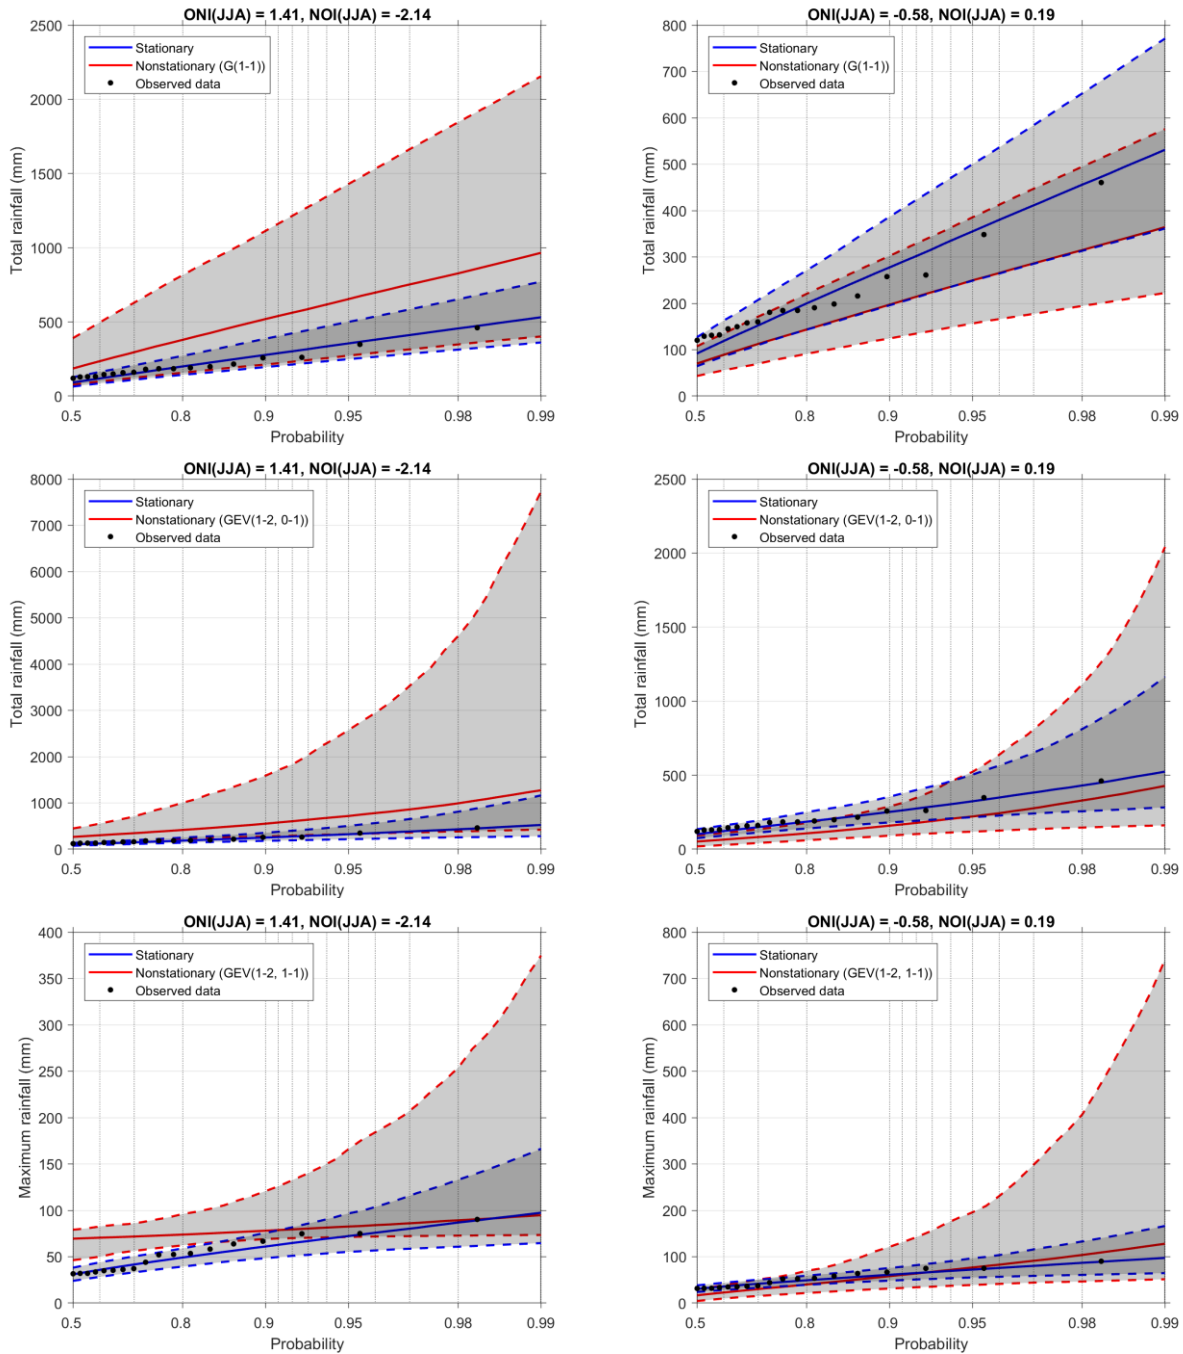 ONI(JJA) = 1.41, NOI(JJA) = -2.14
2500
2000
1500
1000
500
0
Total rainfall (mm)
Stationary
Nonstationary (G(1-1))
Observed data
0.5 0.8 0.9 0.95 0.98 0.99
Probability
ONI(JJA) = -0.58, NOI(JJA) = 0.19
800
700
600
500
400
300
200
100
0
Total rainfall (mm)
Stationary
Nonstationary (G(1-1))
Observed data
0.5 0.8 0.9 0.95 0.98 0.99
Probability
ONI(JJA) = 1.41, NOI(JJA) = -2.14
8000
7000
6000
5000
4000
3000
2000
1000
0
Total rainfall (mm)
Stationary
Nonstationary (GEV(1-2, 0-1))
Observed data
0.5 0.8 0.9 0.95 0.98 0.99
Probability
ONI(JJA) = -0.58, NOI(JJA) = 0.19
2500
2000
1500
1000
500
0
Total rainfall (mm)
Stationary
Nonstationary (GEV(1-2, 0-1))
Observed data
0.5 0.8 0.9 0.95 0.98 0.99
Probability
ONI(JJA) = 1.41, NOI(JJA) = -2.14
400
350
300
250
200
150
100
50
0
Maximum rainfall (mm)
Stationary
Nonstationary (GEV(1-2, 1-1))
Observed data
0.5 0.8 0.9 0.95 0.98 0.99
Probability
ONI(JJA) = -0.58, NOI(JJA) = 0.19
800
700
600
500
400
300
200
100
0
Maximum rainfall (mm)
Stationary
Nonstationary (GEV(1-2, 1-1))
Observed data
0.5 0.8 0.9 0.95 0.98 0.99
Probability